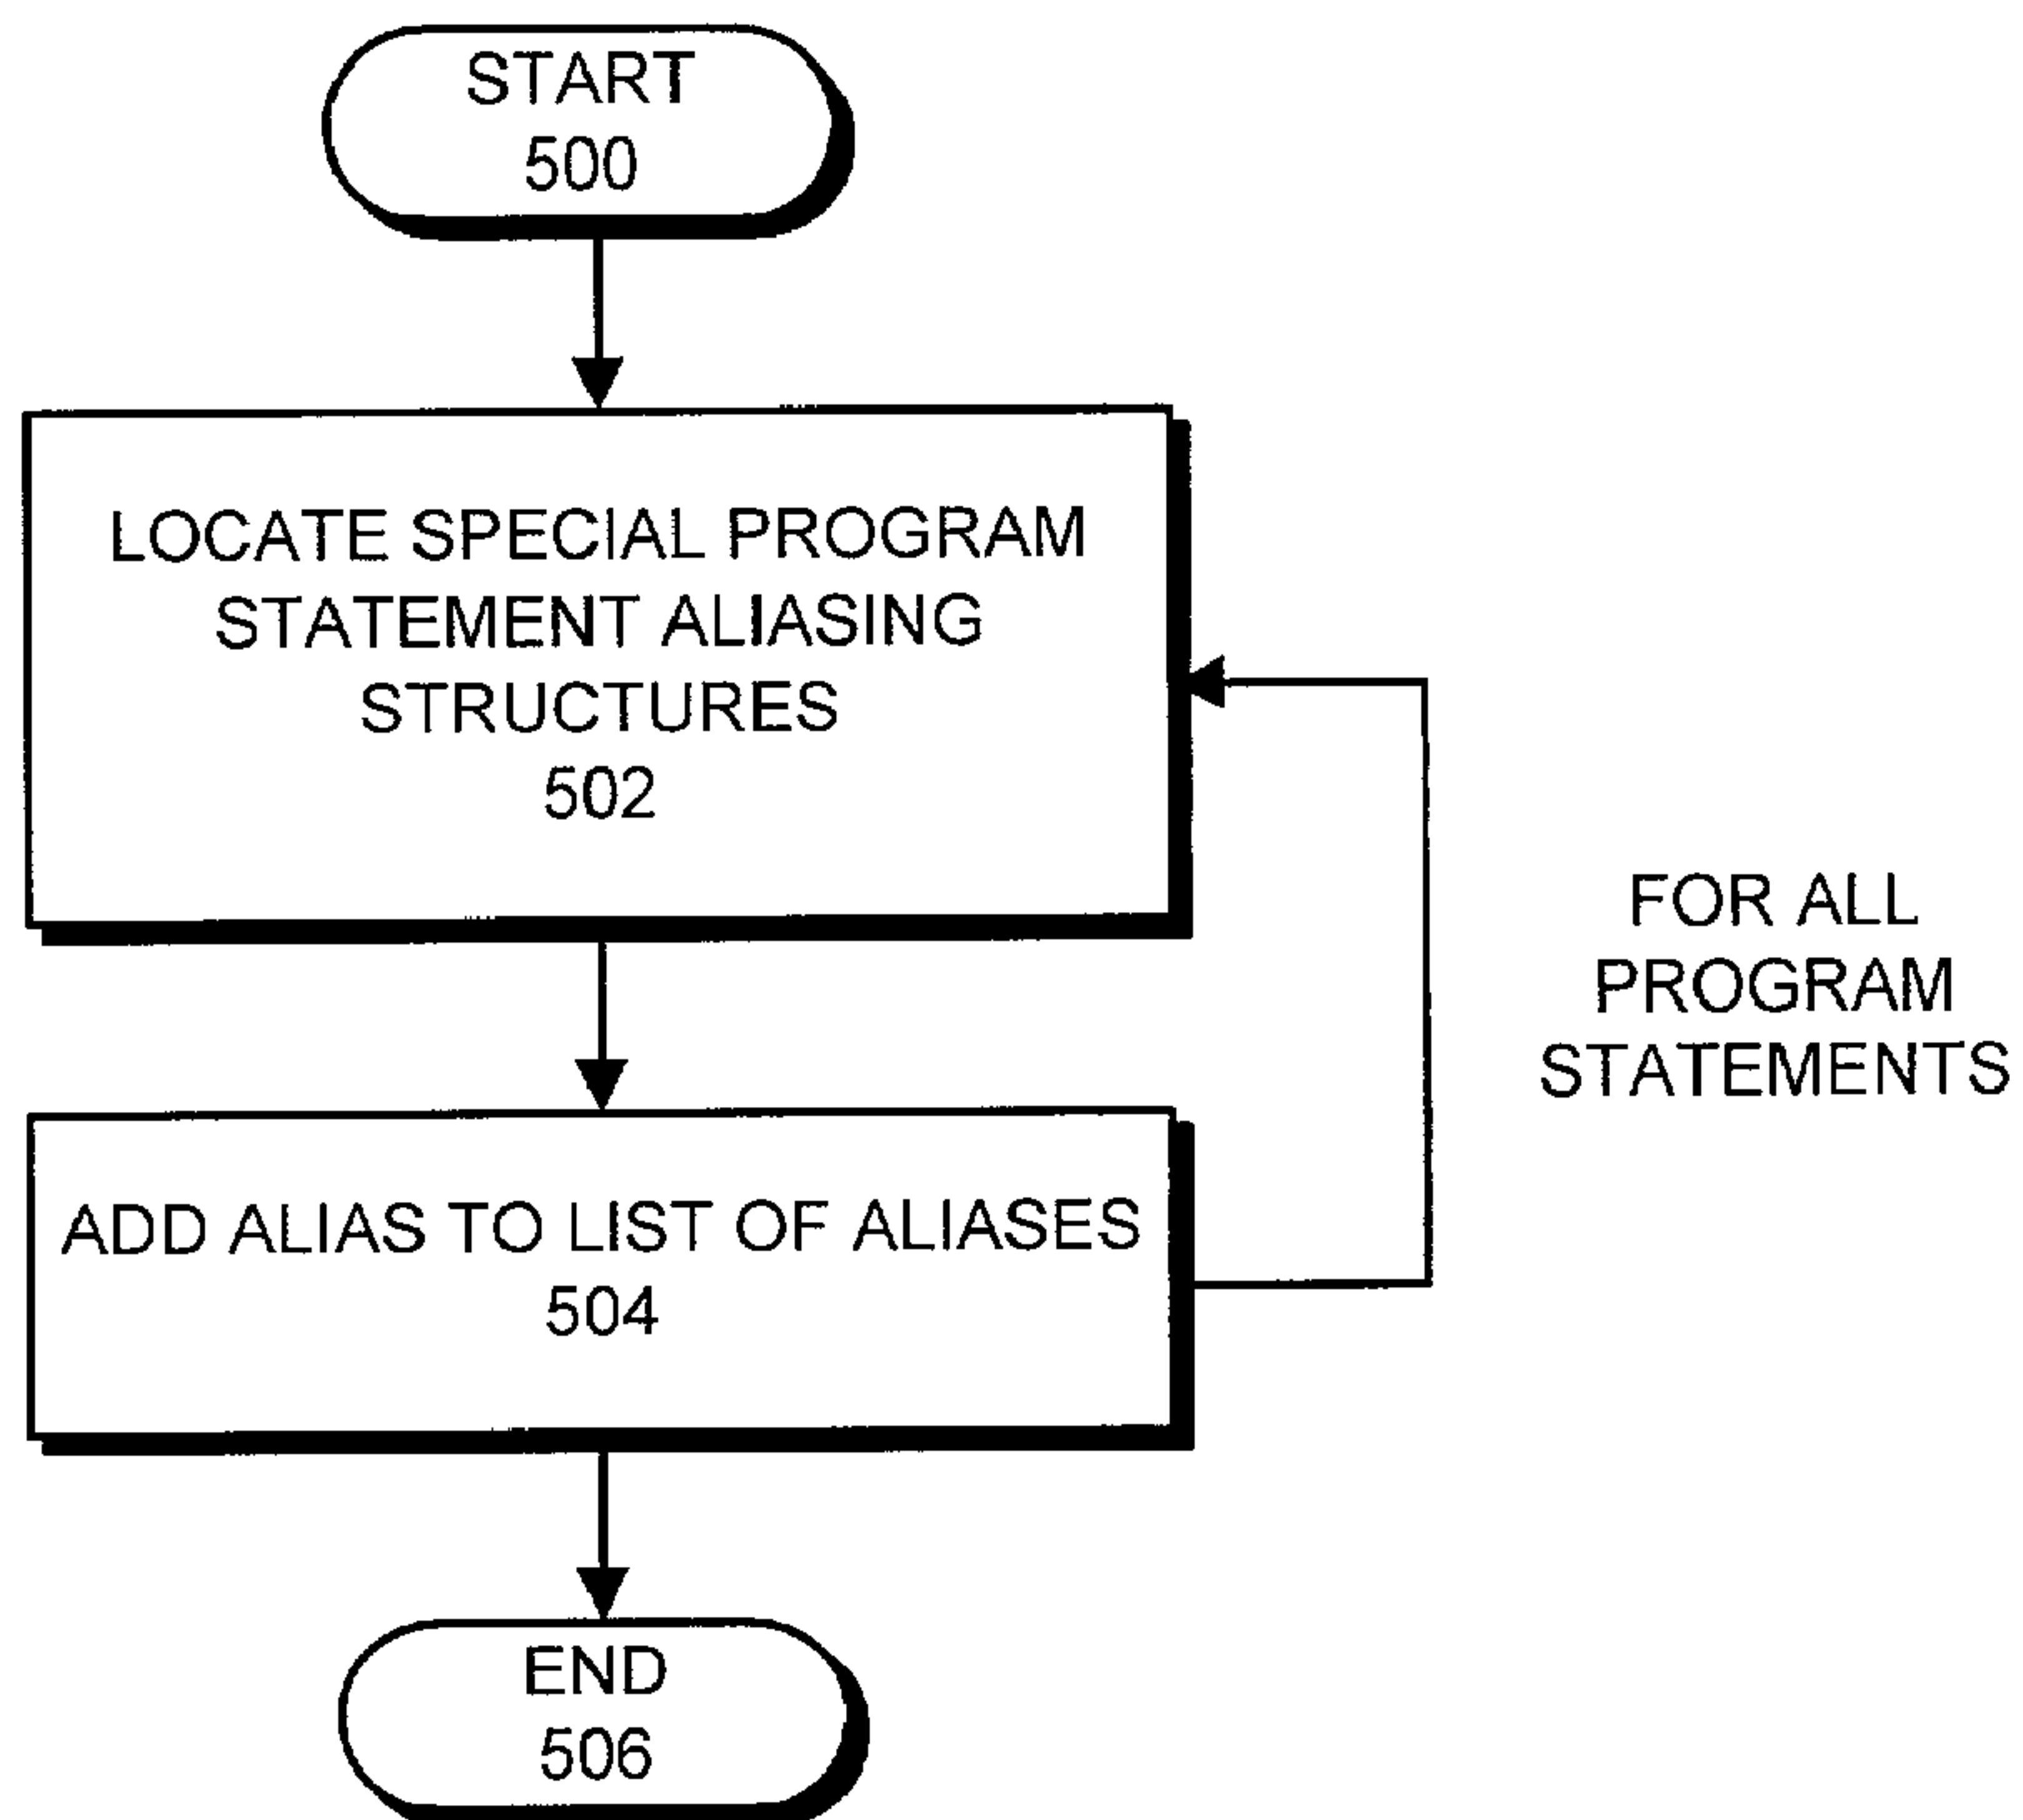 START
500
LOCATE SPECIAL PROGRAM
STATEMENT ALIASING
STRUCTURES
502
FOR ALL
PROGRAM
STATEMENTS
ADD ALIAS TO LIST OF ALIASES
504
END
506